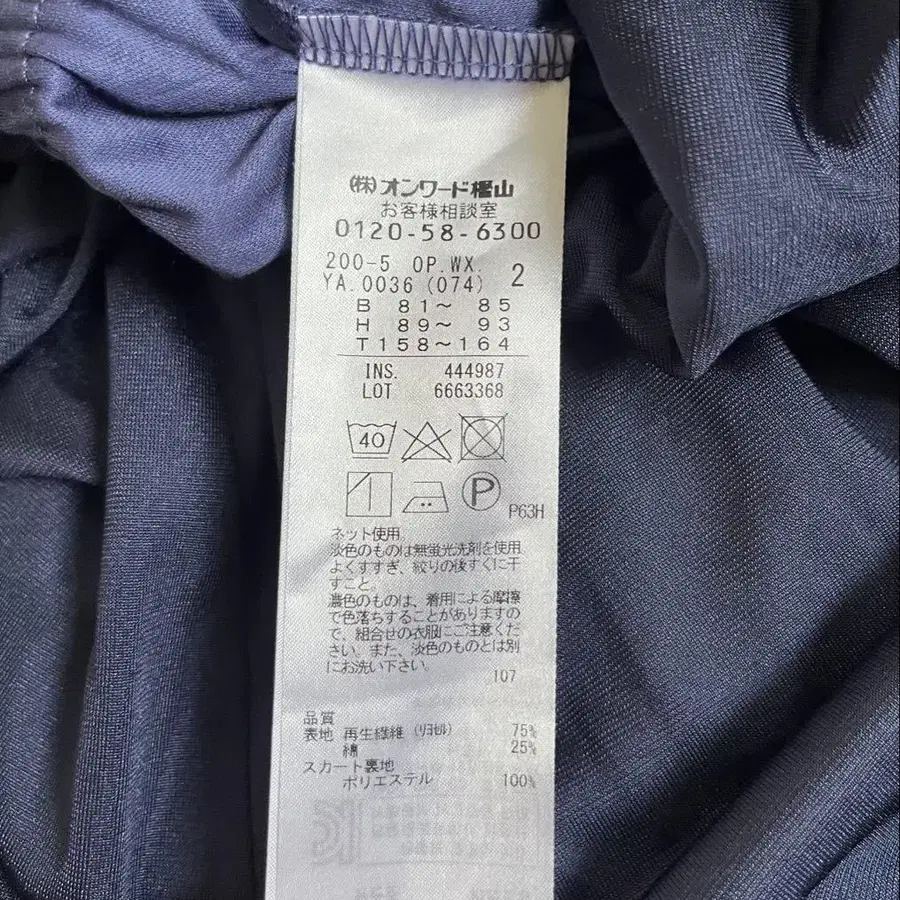 (株)オンワード樫山
お客様相談室
0120-58-6300
200-5 OP.WX. 2
YA.0036 (074)
B 81～ 85
H 89～ 93
T158～164
INS. 444987
LOT 6663368
40
P
P63H
ネット使用。
淡色のものは無蛍光洗剤を使用
よくすすぎ、絞りの後すぐに干
すこと。
濃色のものは、着用による摩擦
で色落ちすることがありますの
で、組合せの衣服にご注意くだ
さい。また、淡色のものとは別
にお洗い下さい。
107
品質
表地 再生繊維 (リヨセル) 75%
綿 25%
スカート裏地
ポリエステル 100%